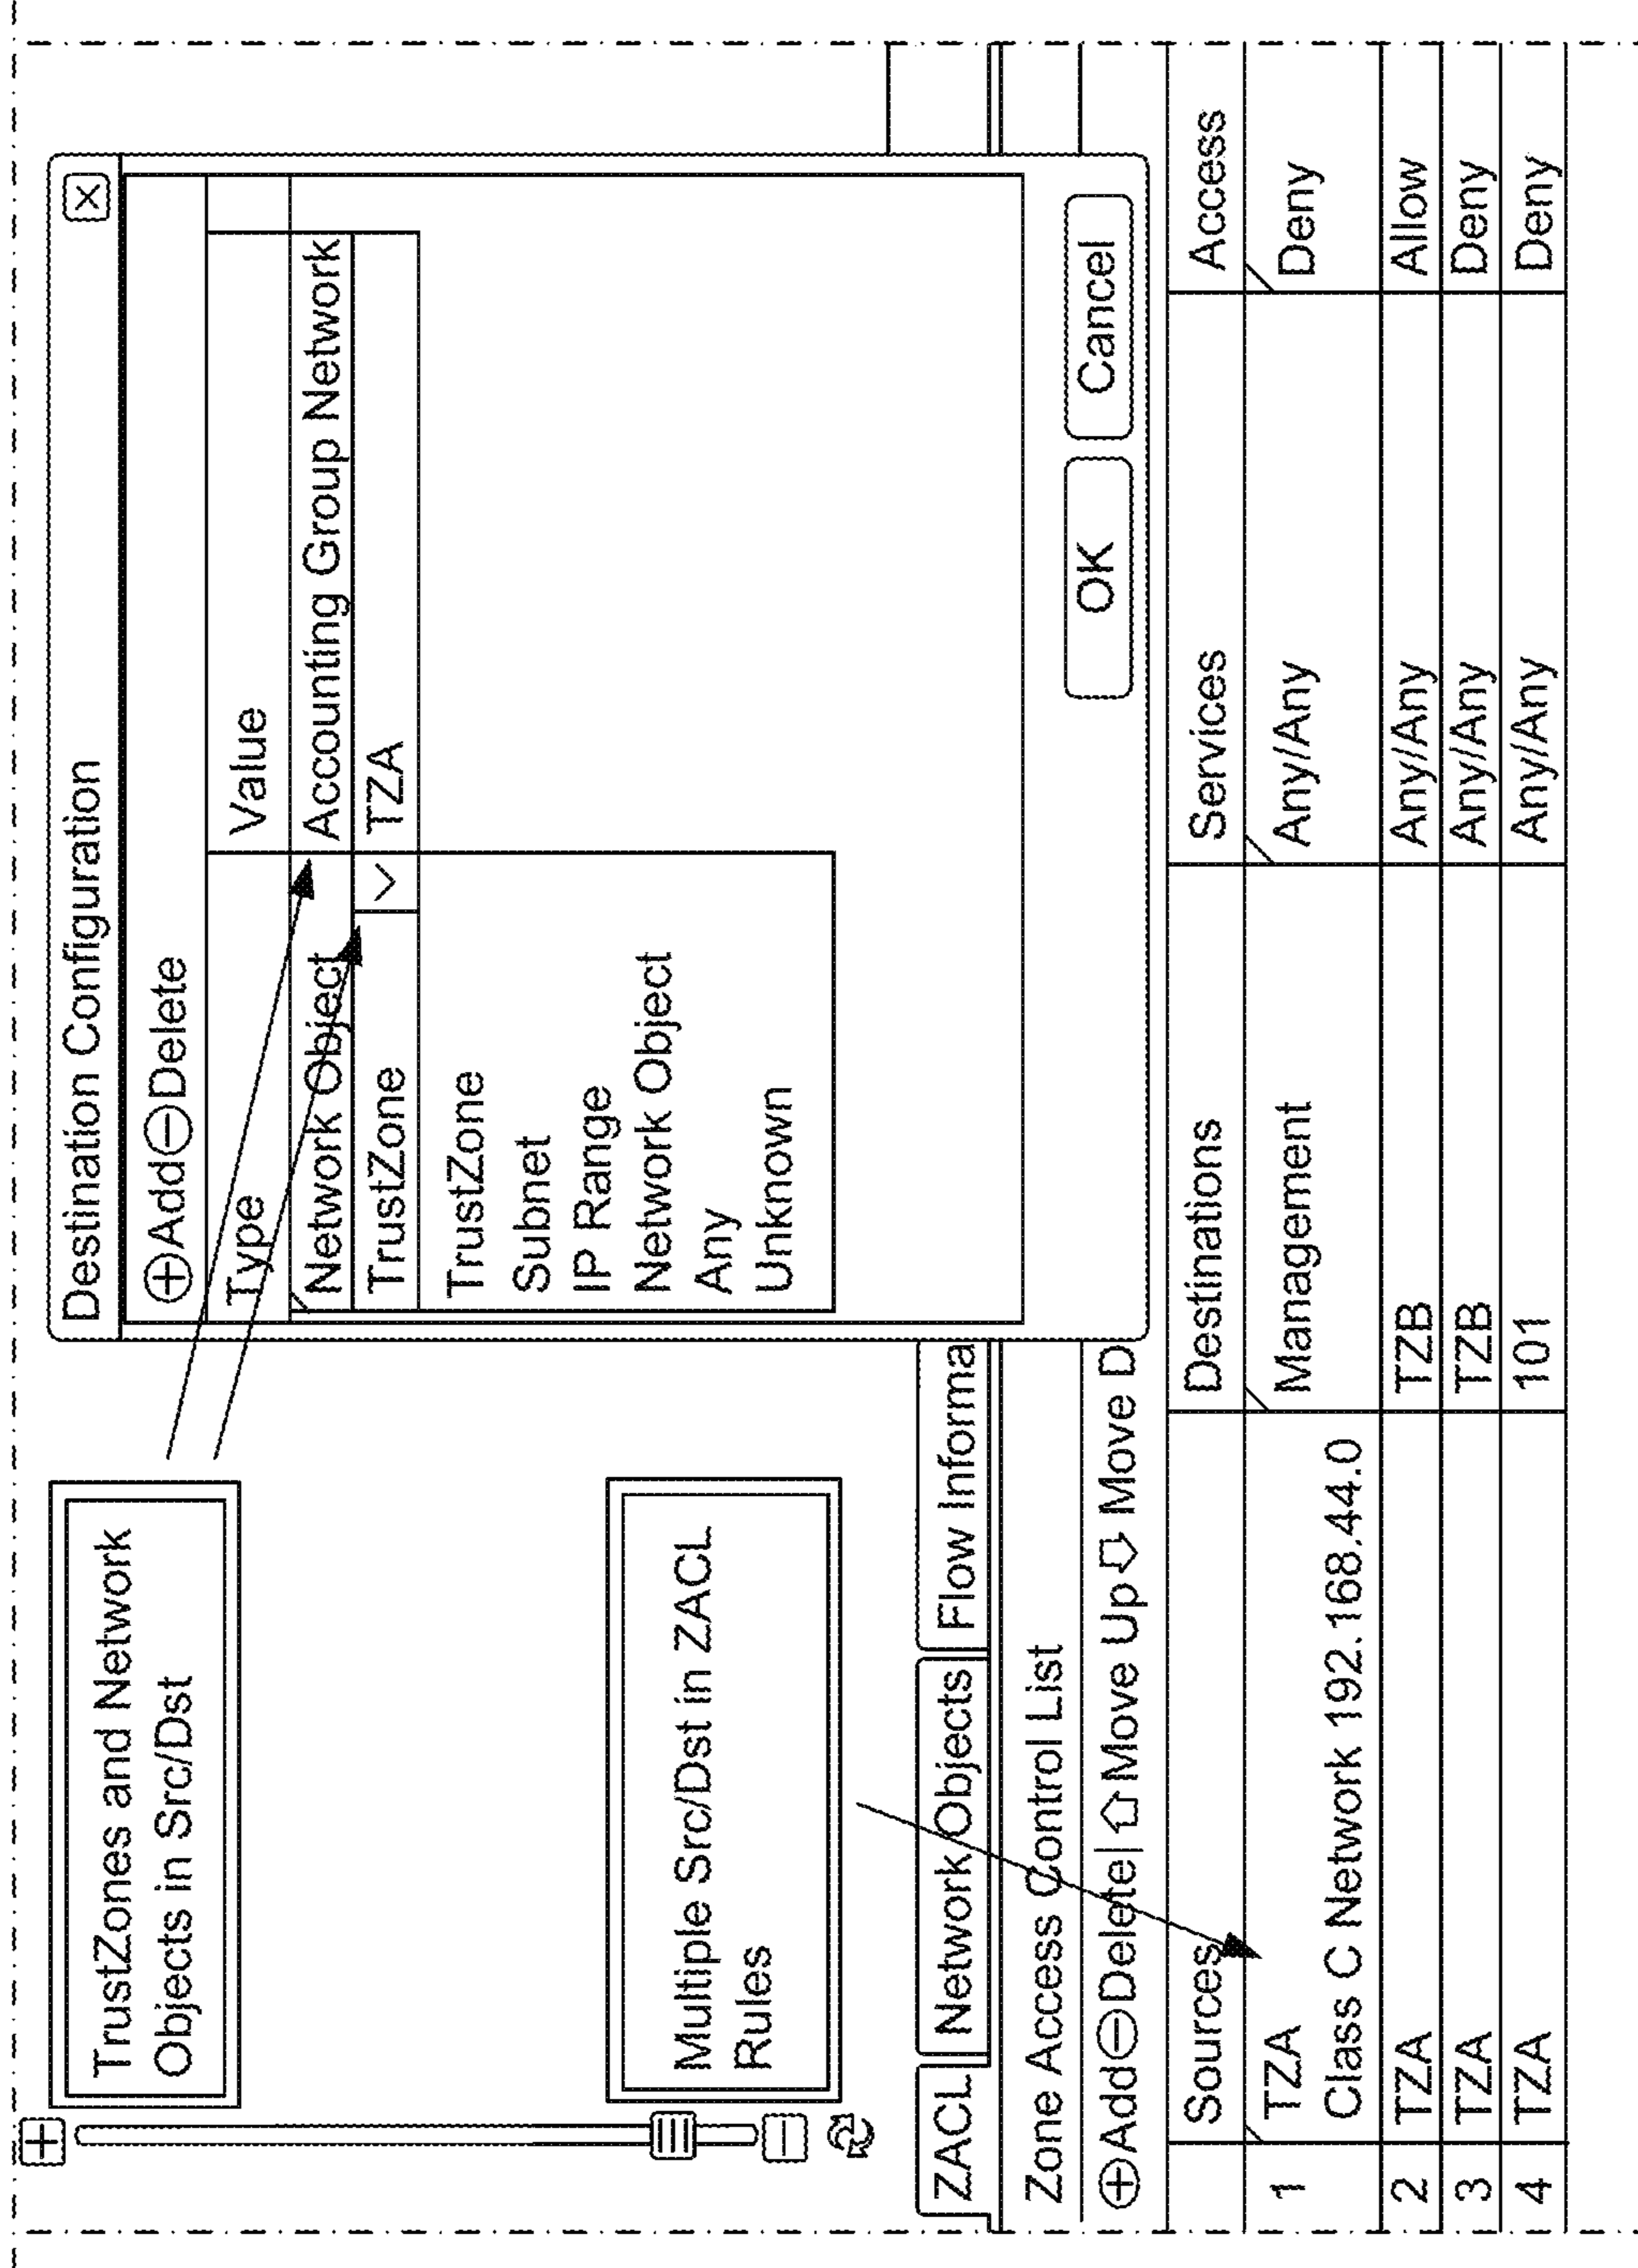 TrustZones and Network
Objects in Src/Dst
Destination Configuration
Add Delete
Type Value
Network Object Accounting Group Network
TrustZone TZA
TrustZone
Subnet
IP Range
Network Object
Any
Unknown
OK Cancel
Multiple Src/Dst in ZACL
Rules
ZACL Network Objects Flow Informa
Zone Access Control List
Add Delete | Move Up Move D
Sources Destinations Services Access
1 TZA Management Any/Any Deny
Class C Network 192.168.44.0
2 TZA TZB Any/Any Allow
3 TZA TZB Any/Any Deny
4 TZA 101 Any/Any Deny